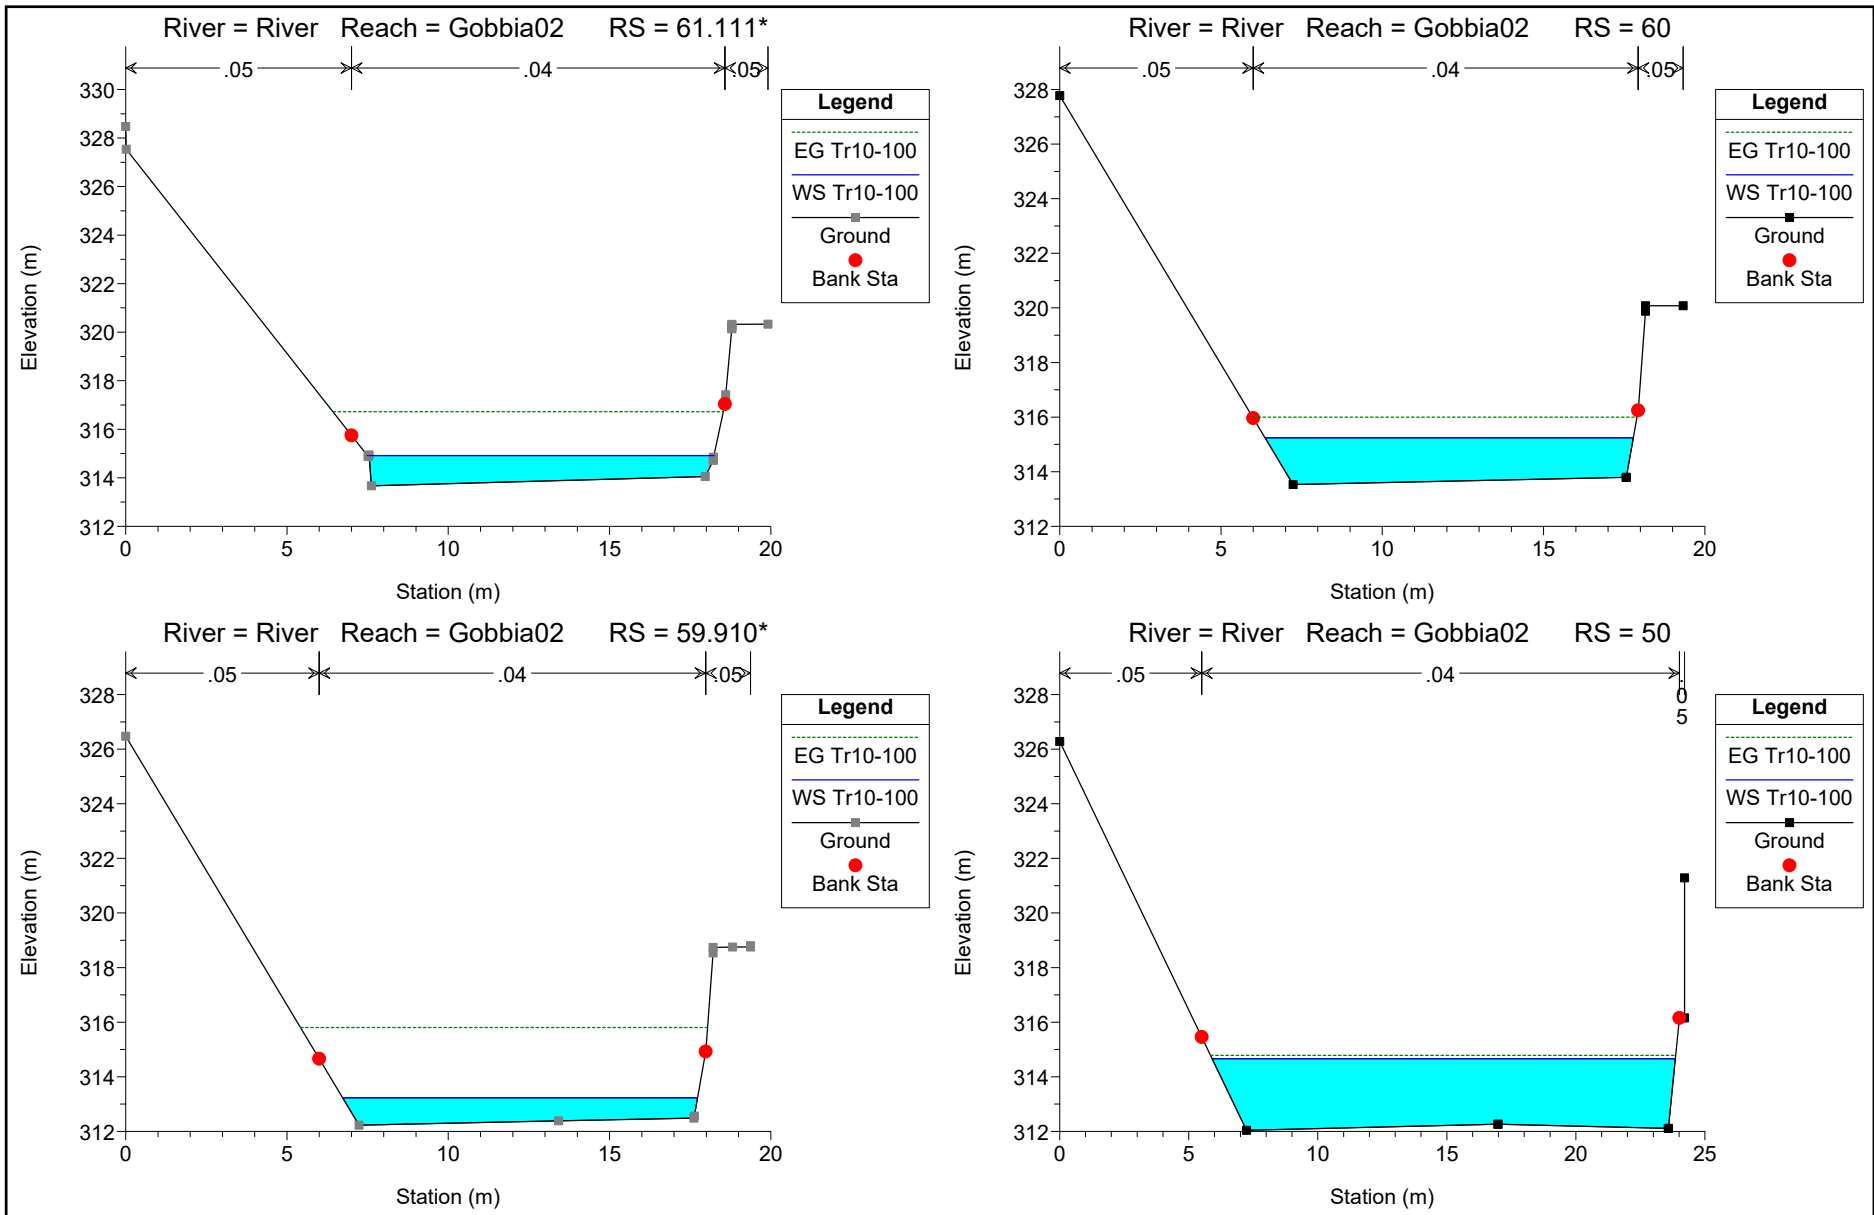 River = River Reach = Gobbia02 RS = 61.111*
.05 .04 .05
330
328
326
324
322
320
318
316
314
312
Elevation (m)
0 5 10 15 20
Station (m)
Legend
EG Tr10-100
WS Tr10-100
Ground
Bank Sta
River = River Reach = Gobbia02 RS = 60
.05 .04 .05
328
326
324
322
320
318
316
314
312
Elevation (m)
0 5 10 15 20
Station (m)
Legend
EG Tr10-100
WS Tr10-100
Ground
Bank Sta
River = River Reach = Gobbia02 RS = 59.910*
.05 .04 .05
328
326
324
322
320
318
316
314
312
Elevation (m)
0 5 10 15 20
Station (m)
Legend
EG Tr10-100
WS Tr10-100
Ground
Bank Sta
River = River Reach = Gobbia02 RS = 50
.05 .04 .05
328
326
324
322
320
318
316
314
312
Elevation (m)
0 5 10 15 20 25
Station (m)
Legend
EG Tr10-100
WS Tr10-100
Ground
Bank Sta